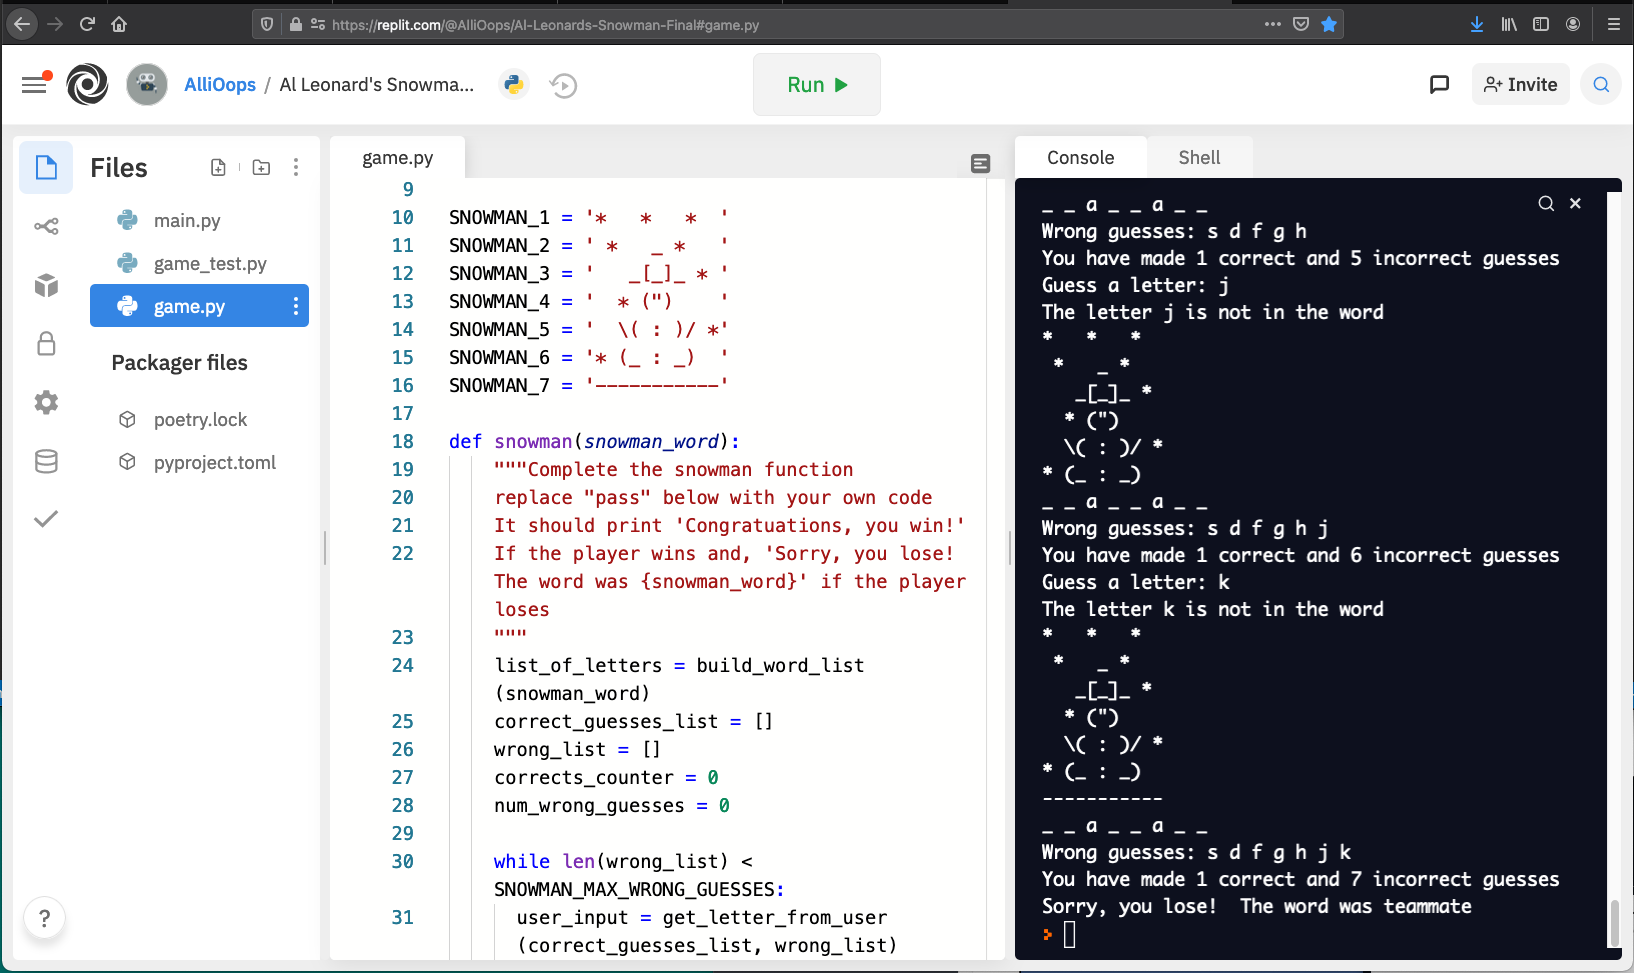 https://replit.com/@AlliOops/Al-Leonards-Snowman-Final#game.py
AlliOops / Al Leonard's Snowma...
Run
Invite
Files
main.py
game_test.py
game.py
Packager files
poetry.lock
pyproject.toml
?
game.py
9
10 SNOWMAN_1 = '*   *   *  '
11 SNOWMAN_2 = ' *   _ *   '
12 SNOWMAN_3 = '   _[_]_ * '
13 SNOWMAN_4 = '  * (")    '
14 SNOWMAN_5 = '  \( : )/ *'
15 SNOWMAN_6 = '* (_ : _)  '
16 SNOWMAN_7 = '-----------'
17
18 def snowman(snowman_word):
19 """Complete the snowman function
20 replace "pass" below with your own code
21 It should print 'Congratuations, you win!'
22 If the player wins and, 'Sorry, you lose!
The word was {snowman_word}' if the player
loses
23 """
24 list_of_letters = build_word_list
(snowman_word)
25 correct_guesses_list = []
26 wrong_list = []
27 corrects_counter = 0
28 num_wrong_guesses = 0
29
30 while len(wrong_list) <
SNOWMAN_MAX_WRONG_GUESSES:
31 user_input = get_letter_from_user
(correct_guesses_list, wrong_list)
Console
Shell
_ _ a _ _ a _ _
Wrong guesses: s d f g h
You have made 1 correct and 5 incorrect guesses
Guess a letter: j
The letter j is not in the word
*   *   *
 *   _ *
   _[_]_ *
  * (")
  \( : )/ *
* (_ : _)
_ _ a _ _ a _ _
Wrong guesses: s d f g h j
You have made 1 correct and 6 incorrect guesses
Guess a letter: k
The letter k is not in the word
*   *   *
 *   _ *
   _[_]_ *
  * (")
  \( : )/ *
* (_ : _)
-----------
_ _ a _ _ a _ _
Wrong guesses: s d f g h j k
You have made 1 correct and 7 incorrect guesses
Sorry, you lose!  The word was teammate